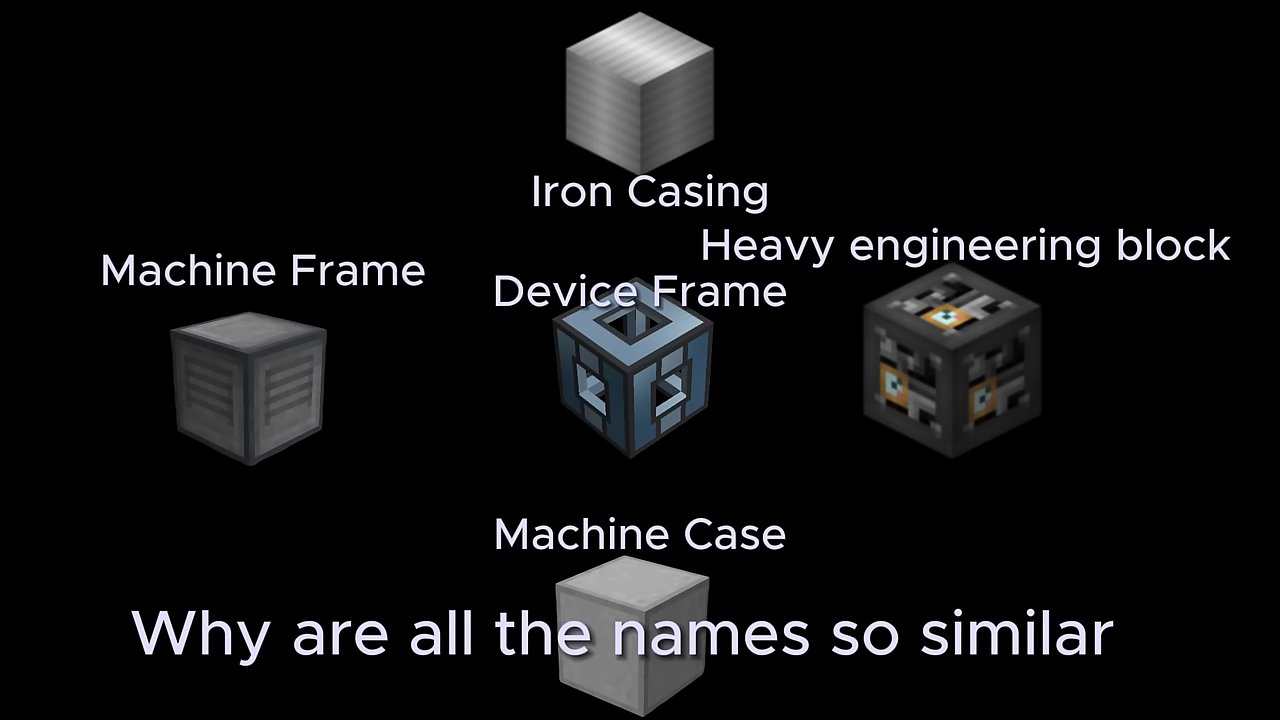 Iron Casing
Heavy engineering block
Machine Frame
Device Frame
Machine Case
Why are all the names so similar